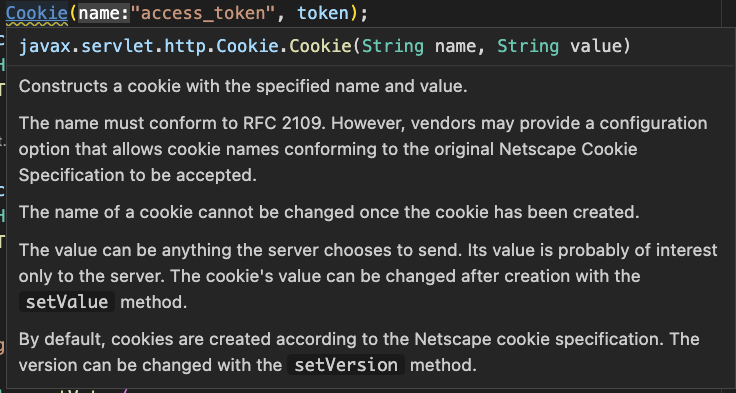 Cookie(name:"access_token", token);
javax.servlet.http.Cookie.Cookie(String name, String value)
Constructs a cookie with the specified name and value.
The name must conform to RFC 2109. However, vendors may provide a configuration
option that allows cookie names conforming to the original Netscape Cookie
Specification to be accepted.
The name of a cookie cannot be changed once the cookie has been created.
The value can be anything the server chooses to send. Its value is probably of interest
only to the server. The cookie's value can be changed after creation with the
setValue method.
By default, cookies are created according to the Netscape cookie specification. The
version can be changed with the setVersion method.